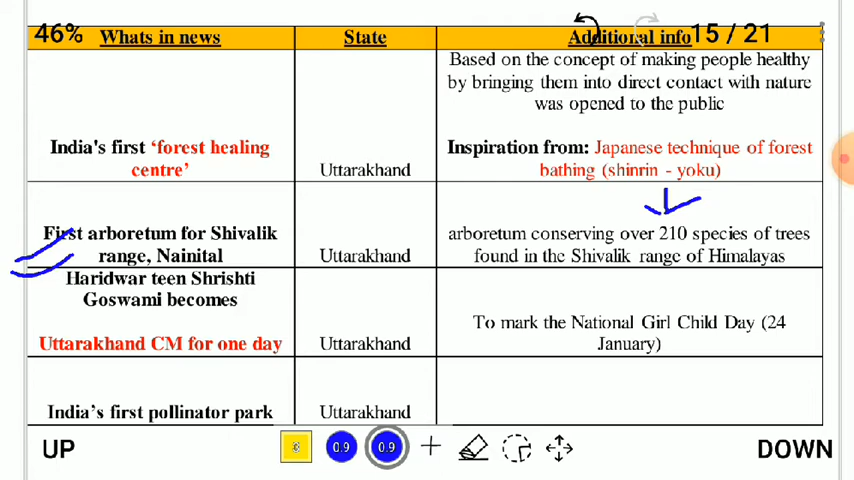 46%
Whats in news
State
Additional info
15 / 21
Based on the concept of making people healthy
by bringing them into direct contact with nature
was opened to the public
India's first ‘forest healing
centre’
Uttarakhand
Inspiration from: Japanese technique of forest
bathing (shinrin - yoku)
First arboretum for Shivalik
range, Nainital
Uttarakhand
arboretum conserving over 210 species of trees
found in the Shivalik range of Himalayas
Haridwar teen Shrishti
Goswami becomes
Uttarakhand CM for one day
Uttarakhand
To mark the National Girl Child Day (24
January)
India’s first pollinator park
Uttarakhand
UP
3
0.9
0.9
DOWN